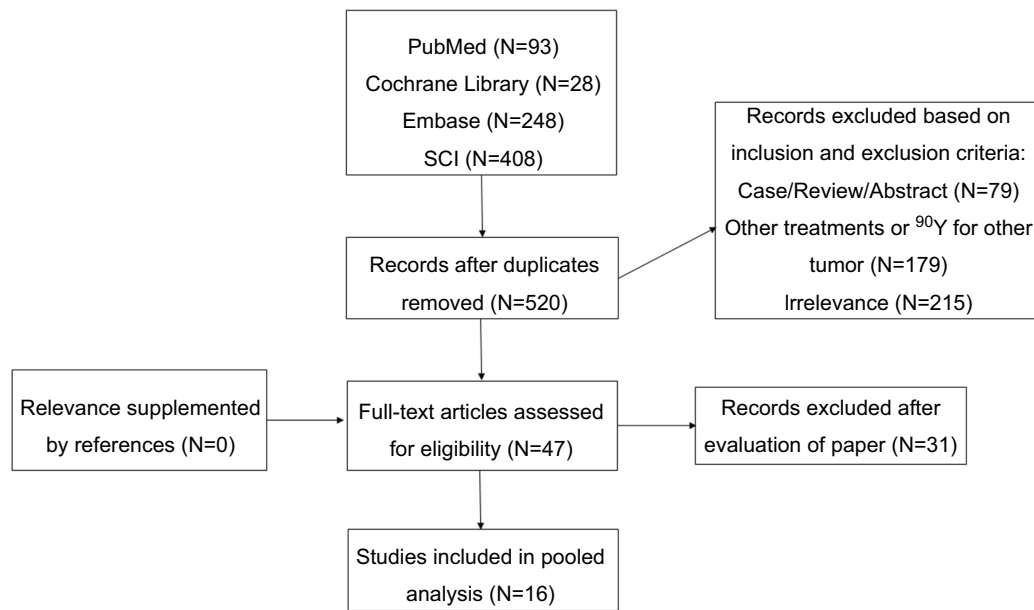 PubMed (N=93)
Cochrane Library (N=28)
Embase (N=248)
SCI (N=408)
Records excluded based on
inclusion and exclusion criteria:
Case/Review/Abstract (N=79)
Other treatments or ⁹⁰Y for other
tumor (N=179)
Irrelevance (N=215)
Records after duplicates
removed (N=520)
Relevance supplemented
by references (N=0)
Full-text articles assessed
for eligibility (N=47)
Records excluded after
evaluation of paper (N=31)
Studies included in pooled
analysis (N=16)